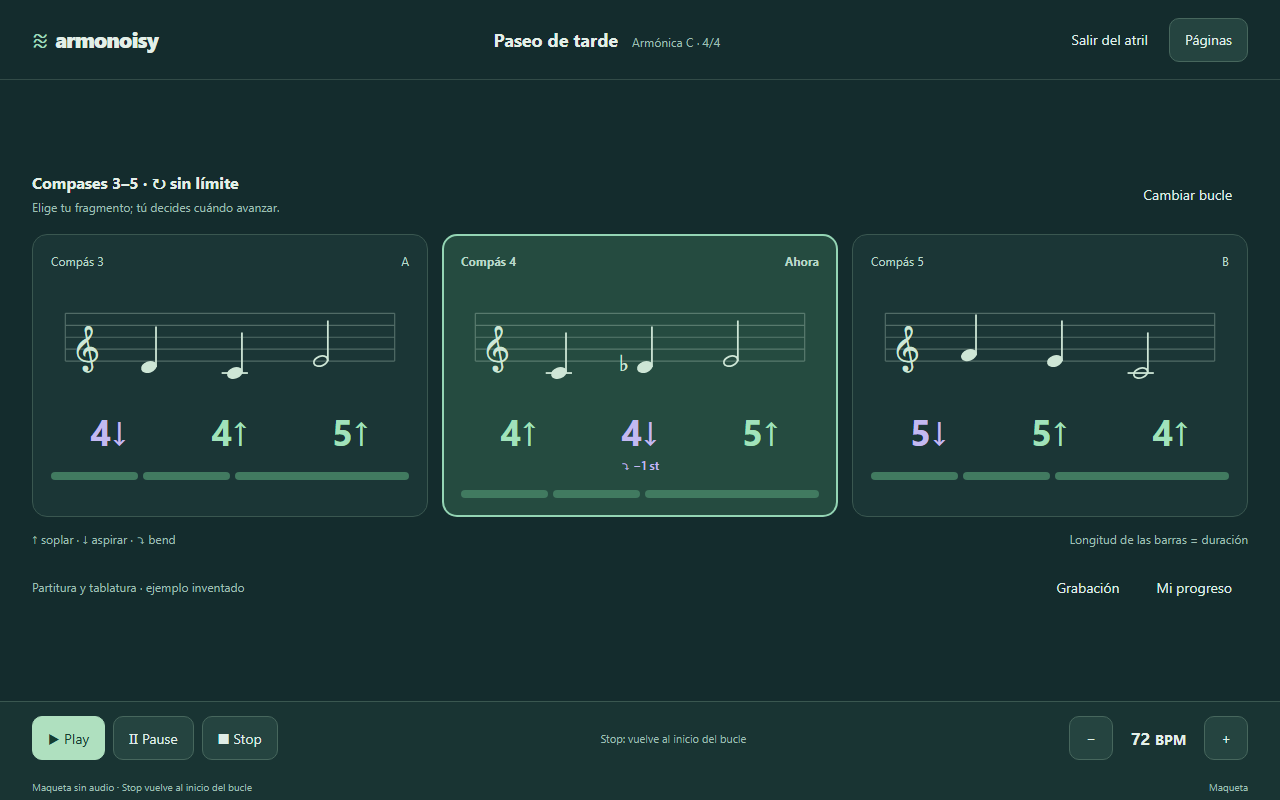 ≋ armonoisy
Paseo de tarde Armónica C · 4/4
Salir del atril
Páginas
Compases 3–5 · ↻ sin límite
Elige tu fragmento; tú decides cuándo avanzar.
Cambiar bucle
Compás 3 A
4↓ 4↑ 5↑
Compás 4 Ahora
4↑ 4↓ 5↑
⤵ −1 st
Compás 5 B
5↓ 5↑ 4↑
↑ soplar · ↓ aspirar · ⤵ bend
Longitud de las barras = duración
Partitura y tablatura · ejemplo inventado
Grabación Mi progreso
▶ Play
⏸ Pause
■ Stop
Stop: vuelve al inicio del bucle
− 72 BPM +
Maqueta sin audio · Stop vuelve al inicio del bucle
Maqueta